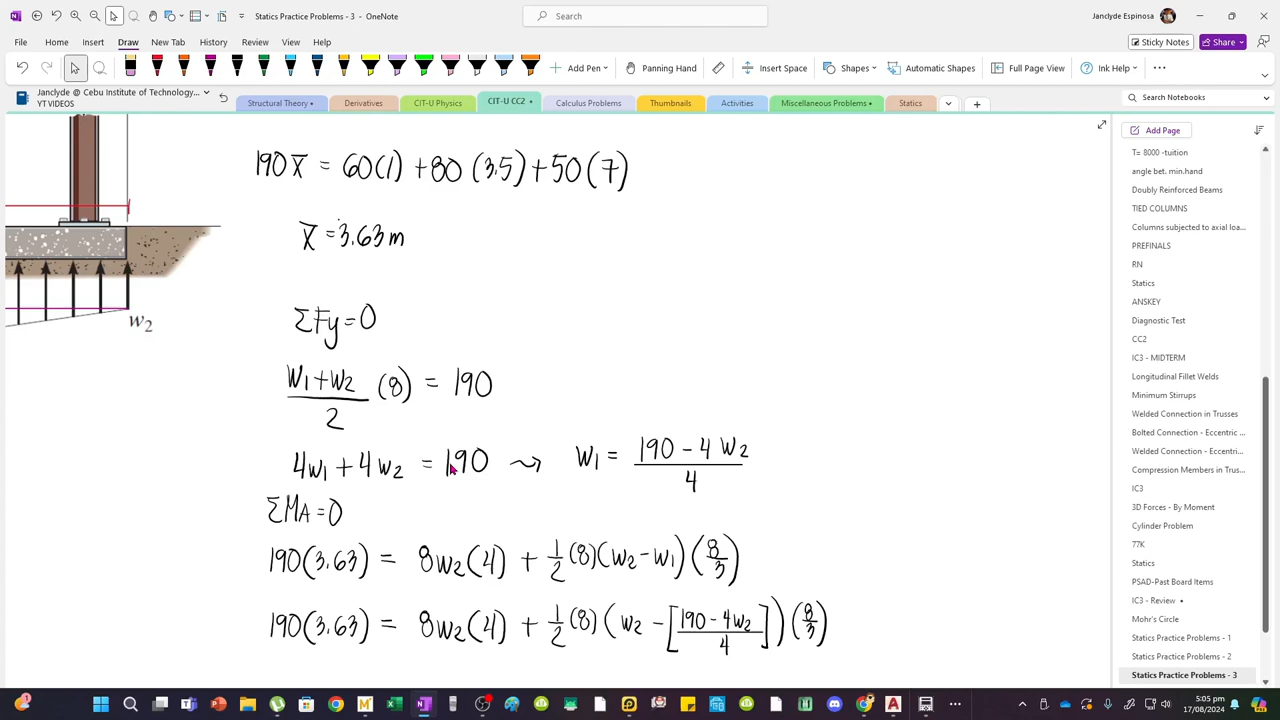 Statics Practice Problems - 3 - OneNote
Search
Janclyde Espinosa
File Home Insert Draw New Tab History Review View Help
Sticky Notes
Share
Add Pen
Panning Hand
Insert Space
Shapes
Automatic Shapes
Full Page View
Ink Help
Janclyde @ Cebu Institute of Technology...
YT VIDEOS
Structural Theory • Derivatives CIT-U Physics CIT-U CC2 • Calculus Problems Thumbnails Activities Miscellaneous Problems • Statics
Search Notebooks
Add Page
T= 8000 -tuition
angle bet. min.hand
Doubly Reinforced Beams
TIED COLUMNS
Columns subjected to axial loa...
PREFINALS
RN
Statics
ANSKEY
Diagnostic Test
CC2
IC3 - MIDTERM
Longitudinal Fillet Welds
Minimum Stirrups
Welded Connection in Trusses
Bolted Connection - Eccentric ...
Welded Connection - Eccentric ...
Compression Members in Trus...
IC3
3D Forces - By Moment
Cylinder Problem
77K
Statics
PSAD-Past Board Items
IC3 - Review •
Mohr's Circle
Statics Practice Problems - 1
Statics Practice Problems - 2
Statics Practice Problems - 3
190 x̅ = 60(1) + 80 (3.5) + 50 (7)
x̅ = 3.63 m
w₂
ΣFy = 0
(W₁ + W₂)/2 (8) = 190
4w₁ + 4w₂ = 190 ⇝ W₁ = (190 - 4 W₂)/4
ΣMA = 0
190(3.63) = 8w₂(4) + 1/2 (8)(w₂ - w₁)(8/3)
190(3.63) = 8w₂(4) + 1/2 (8)(w₂ - [(190 - 4w₂)/4])(8/3)
2
5:05 pm
17/08/2024